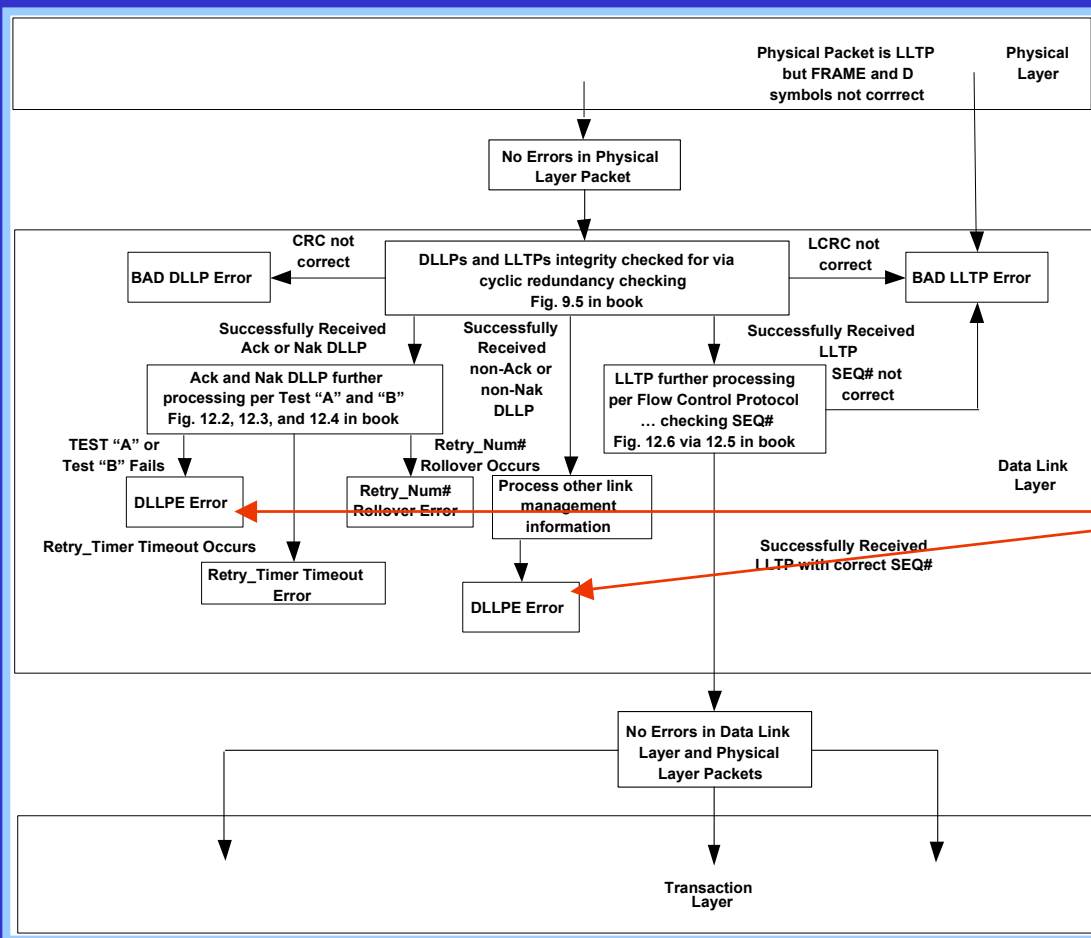 Physical Packet is LLTP
but FRAME and D
symbols not corrrect
Physical
Layer
No Errors in Physical
Layer Packet
CRC not
correct
LCRC not
correct
BAD DLLP Error
DLLPs and LLTPs integrity checked for via
cyclic redundancy checking
Fig. 9.5 in book
BAD LLTP Error
Successfully Received
Ack or Nak DLLP
Successfully
Received
non-Ack or
non-Nak
DLLP
Successfully Received
LLTP
SEQ# not
correct
Ack and Nak DLLP further
processing per Test “A” and “B”
Fig. 12.2, 12.3, and 12.4 in book
LLTP further processing
per Flow Control Protocol
… checking SEQ#
Fig. 12.6 via 12.5 in book
TEST “A” or
Test “B” Fails
Retry_Num#
Rollover Occurs
Data Link
Layer
DLLPE Error
Retry_Num#
Rollover Error
Process other link
management
information
Retry_Timer Timeout Occurs
Successfully Received
LLTP with correct SEQ#
Retry_Timer Timeout
Error
DLLPE Error
No Errors in Data Link
Layer and Physical
Layer Packets
Transaction
Layer